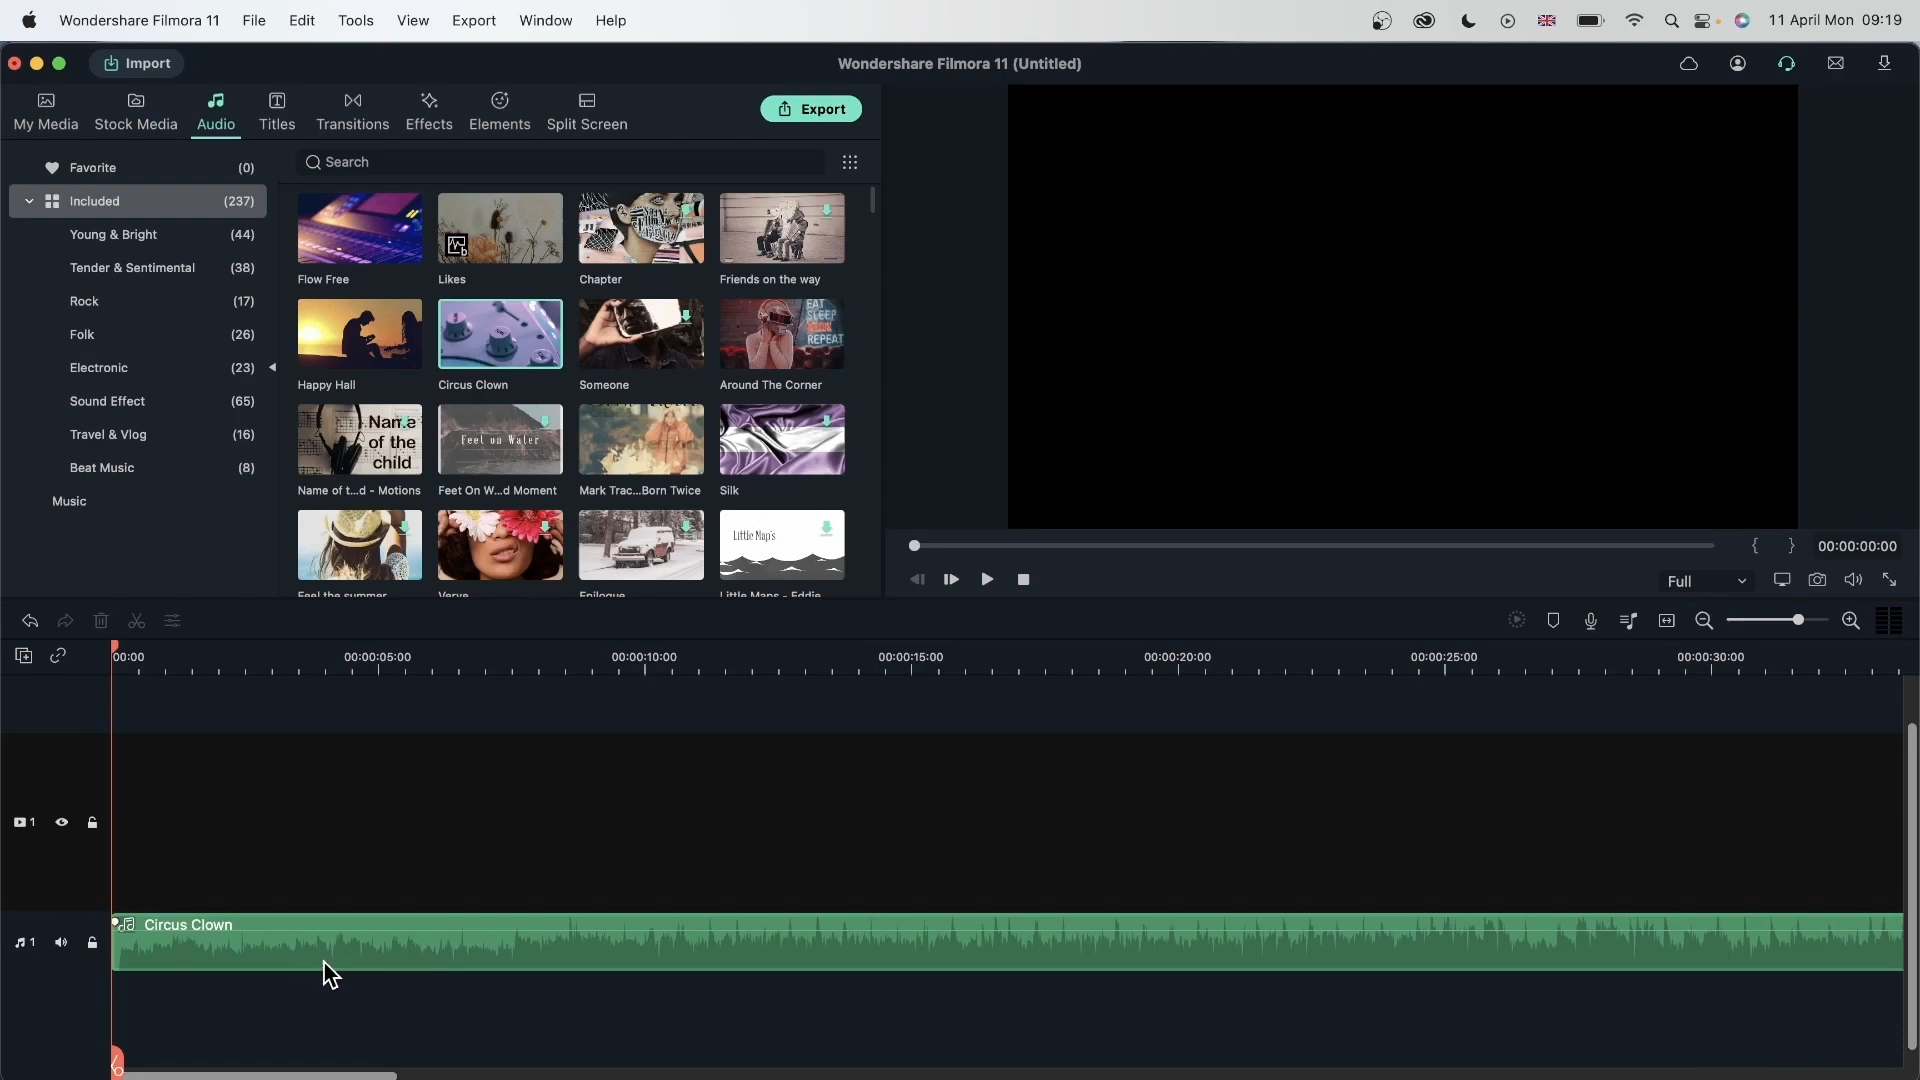 Wondershare Filmora 11 File Edit Tools View Export Window Help 11 April Mon 09:19
Import Wondershare Filmora 11 (Untitled)
My Media Stock Media Audio Titles Transitions Effects Elements Split Screen Export
Favorite (0)
Included (237)
Young & Bright (44)
Tender & Sentimental (38)
Rock (17)
Folk (26)
Electronic (23)
Sound Effect (65)
Travel & Vlog (16)
Beat Music (8)
Music
Search
Flow Free Likes Chapter Friends on the way
EAT
SLEEP
REPEAT
Happy Hall Circus Clown Someone Around The Corner
Name
of the
child
Feet on Water
Name of t...d - Motions Feet On W...d Moment Mark Trac...Born Twice Silk
Little Map's
Feel the summer Verve Epilogue Little Maps - Eddie
00:00:00:00
Full
00:00 00:00:05:00 00:00:10:00 00:00:15:00 00:00:20:00 00:00:25:00 00:00:30:00
1
Circus Clown
1